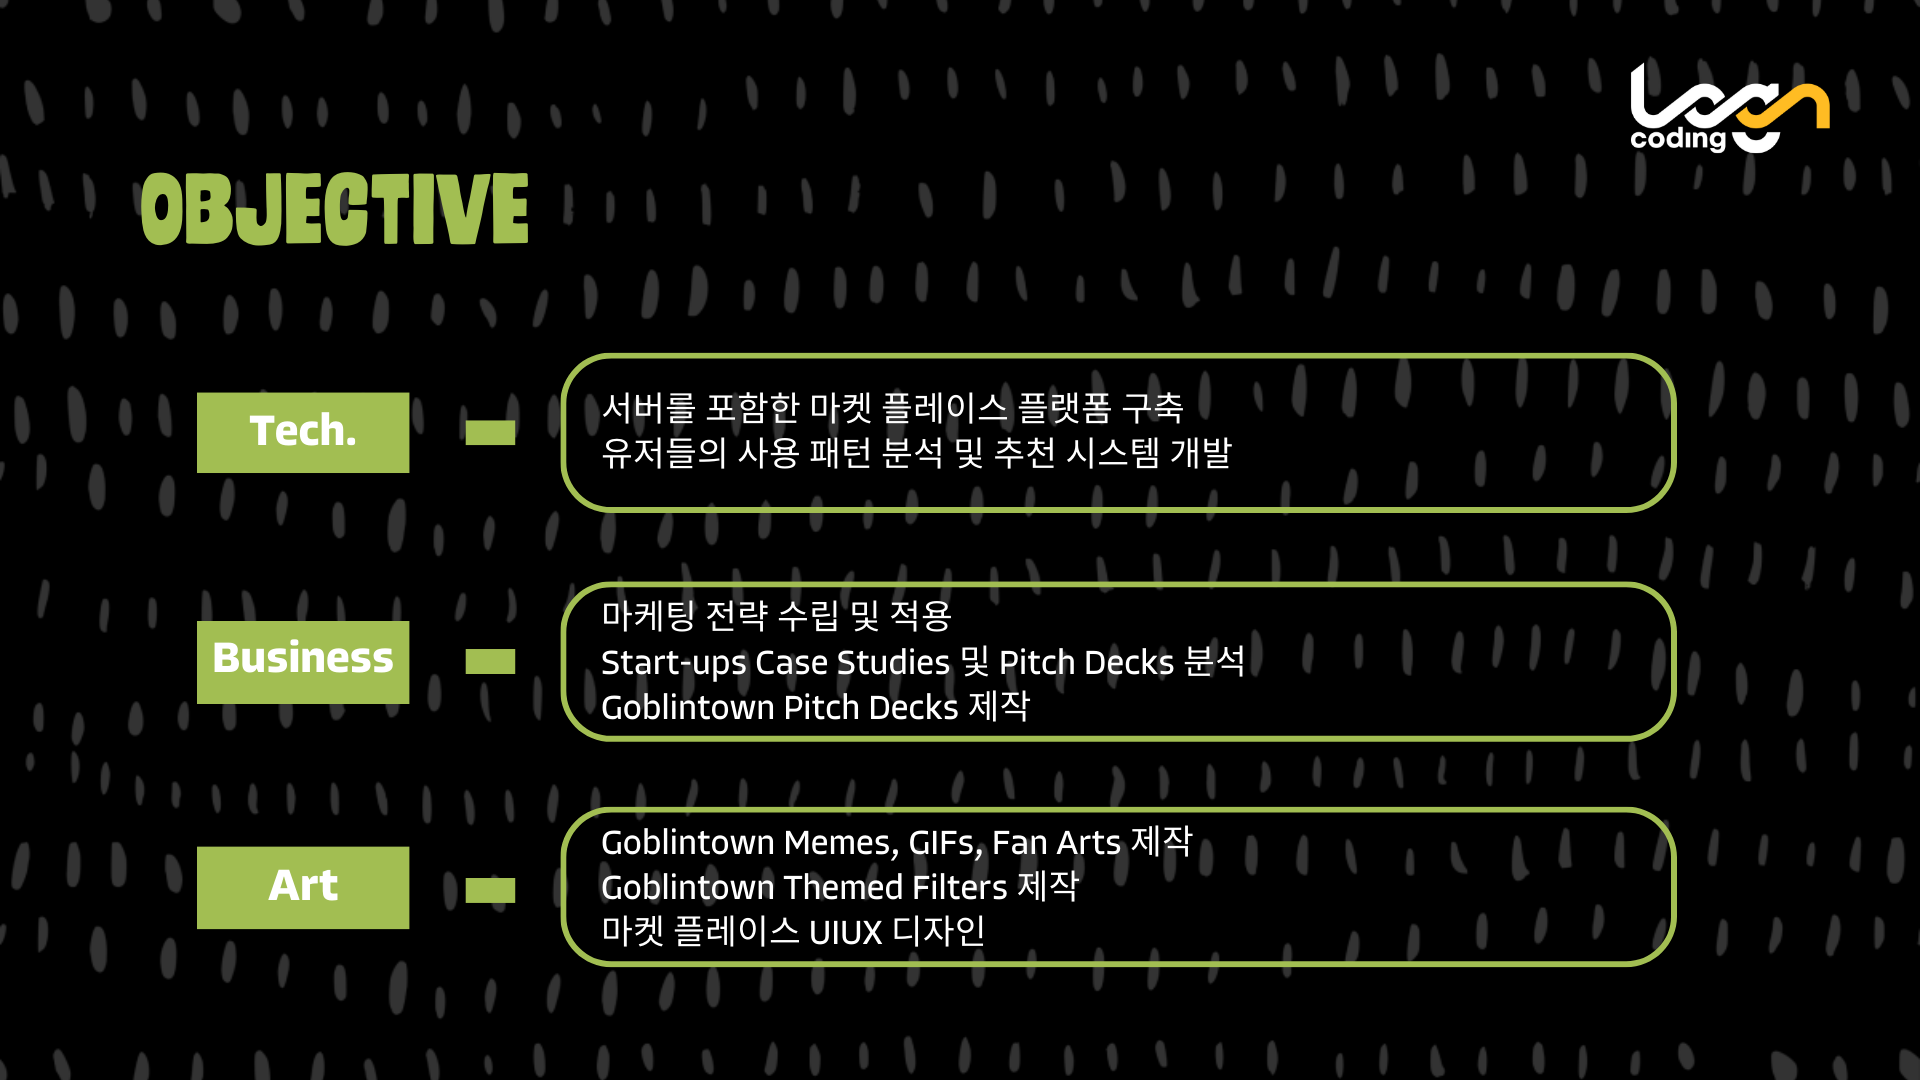 logn
coding
OBJECTIVE
Tech.
서버를 포함한 마켓 플레이스 플랫폼 구축
유저들의 사용 패턴 분석 및 추천 시스템 개발
Business
마케팅 전략 수립 및 적용
Start-ups Case Studies 및 Pitch Decks 분석
Goblintown Pitch Decks 제작
Art
Goblintown Memes, GIFs, Fan Arts 제작
Goblintown Themed Filters 제작
마켓 플레이스 UIUX 디자인